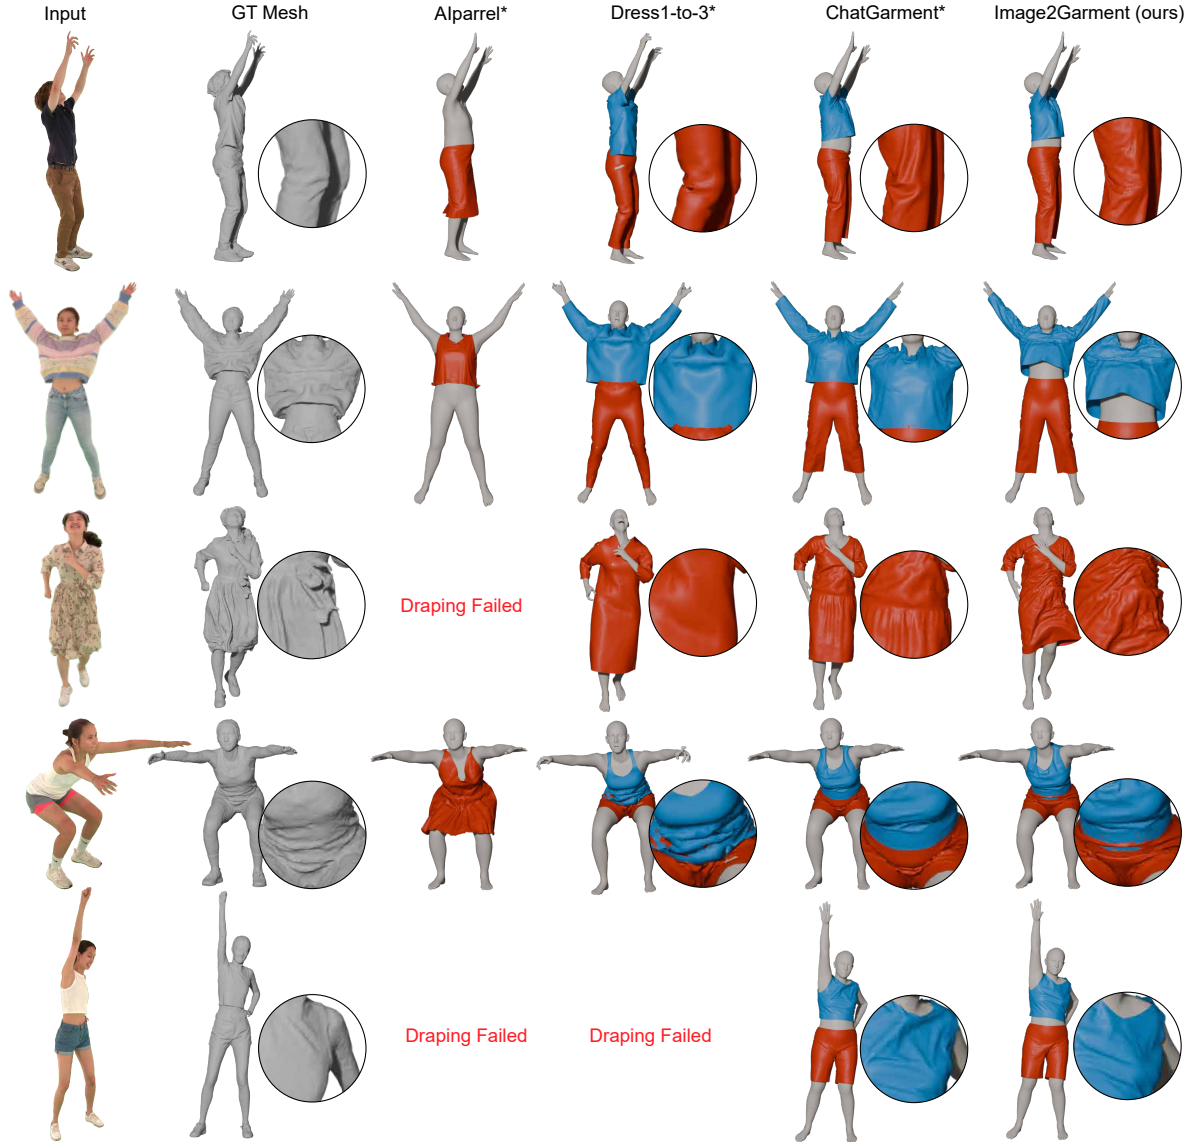 Input GT Mesh AIparrel* Dress1-to-3* ChatGarment* Image2Garment (ours)
Draping Failed
Draping Failed Draping Failed